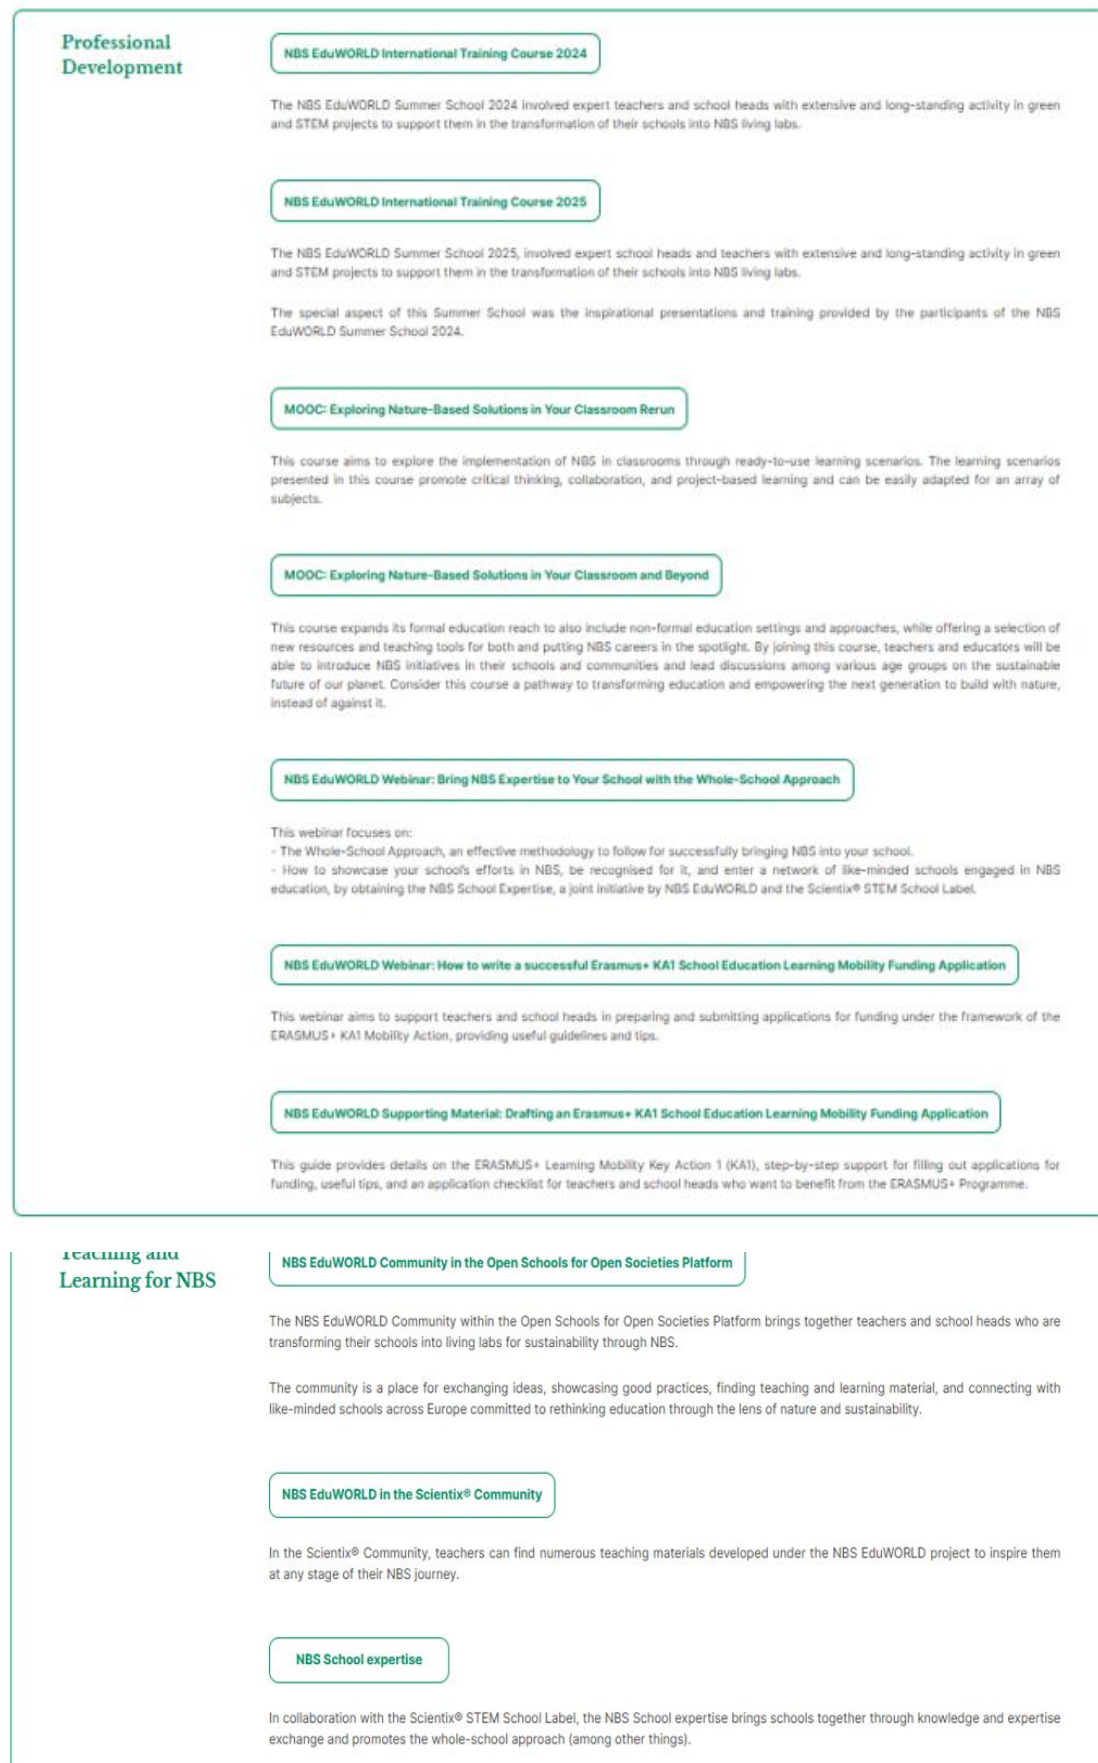 Professional
Development
NBS EduWORLD International Training Course 2024
The NBS EduWORLD Summer School 2024 involved expert teachers and school heads with extensive and long-standing activity in green
and STEM projects to support them in the transformation of their schools into NBS living labs.
NBS EduWORLD International Training Course 2025
The NBS EduWORLD Summer School 2025, involved expert school heads and teachers with extensive and long-standing activity in green
and STEM projects to support them in the transformation of their schools into NBS living labs.
The special aspect of this Summer School was the inspirational presentations and training provided by the participants of the NBS
EduWORLD Summer School 2024.
MOOC: Exploring Nature-Based Solutions in Your Classroom Rerun
This course aims to explore the implementation of NBS in classrooms through ready-to-use learning scenarios. The learning scenarios
presented in this course promote critical thinking, collaboration, and project-based learning and can be easily adapted for an array of
subjects.
MOOC: Exploring Nature-Based Solutions in Your Classroom and Beyond
This course expands its formal education reach to also include non-formal education settings and approaches, while offering a selection of
new resources and teaching tools for both and putting NBS careers in the spotlight. By joining this course, teachers and educators will be
able to introduce NBS initiatives in their schools and communities and lead discussions among various age groups on the sustainable
future of our planet. Consider this course a pathway to transforming education and empowering the next generation to build with nature,
instead of against it.
NBS EduWORLD Webinar: Bring NBS Expertise to Your School with the Whole-School Approach
This webinar focuses on:
- The Whole-School Approach, an effective methodology to follow for successfully bringing NBS into your school.
- How to showcase your school's efforts in NBS, be recognised for it, and enter a network of like-minded schools engaged in NBS
education, by obtaining the NBS School Expertise, a joint initiative by NBS EduWORLD and the Scientix® STEM School Label.
NBS EduWORLD Webinar: How to write a successful Erasmus+ KA1 School Education Learning Mobility Funding Application
This webinar aims to support teachers and school heads in preparing and submitting applications for funding under the framework of the
ERASMUS+ KA1 Mobility Action, providing useful guidelines and tips.
NBS EduWORLD Supporting Material: Drafting an Erasmus+ KA1 School Education Learning Mobility Funding Application
This guide provides details on the ERASMUS+ Learning Mobility Key Action 1 (KA1), step-by-step support for filling out applications for
funding, useful tips, and an application checklist for teachers and school heads who want to benefit from the ERASMUS+ Programme.
Teaching and
Learning for NBS
NBS EduWORLD Community in the Open Schools for Open Societies Platform
The NBS EduWORLD Community within the Open Schools for Open Societies Platform brings together teachers and school heads who are
transforming their schools into living labs for sustainability through NBS.
The community is a place for exchanging ideas, showcasing good practices, finding teaching and learning material, and connecting with
like-minded schools across Europe committed to rethinking education through the lens of nature and sustainability.
NBS EduWORLD in the Scientix® Community
In the Scientix® Community, teachers can find numerous teaching materials developed under the NBS EduWORLD project to inspire them
at any stage of their NBS journey.
NBS School expertise
In collaboration with the Scientix® STEM School Label, the NBS School expertise brings schools together through knowledge and expertise
exchange and promotes the whole-school approach (among other things).